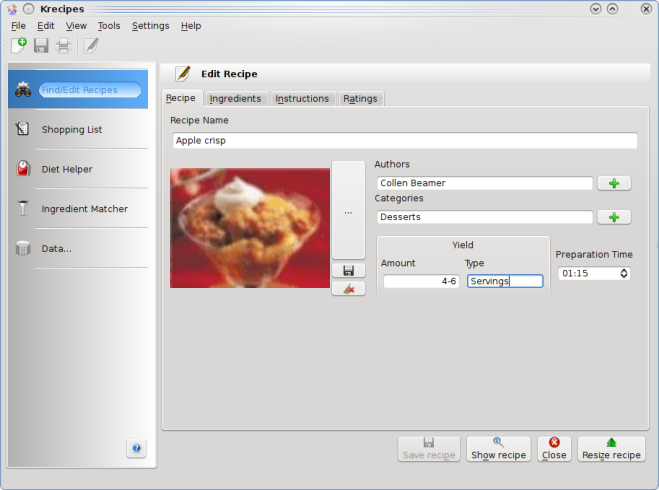 Krecipes
File Edit View Tools Settings Help
Find/Edit Recipes
Shopping List
Diet Helper
Ingredient Matcher
Data...
Edit Recipe
Recipe Ingredients Instructions Ratings
Recipe Name
Apple crisp
...
Authors
Collen Beamer
Categories
Desserts
Yield
Amount Type
4-6 Servings
Preparation Time
01:15
Save recipe Show recipe Close Resize recipe